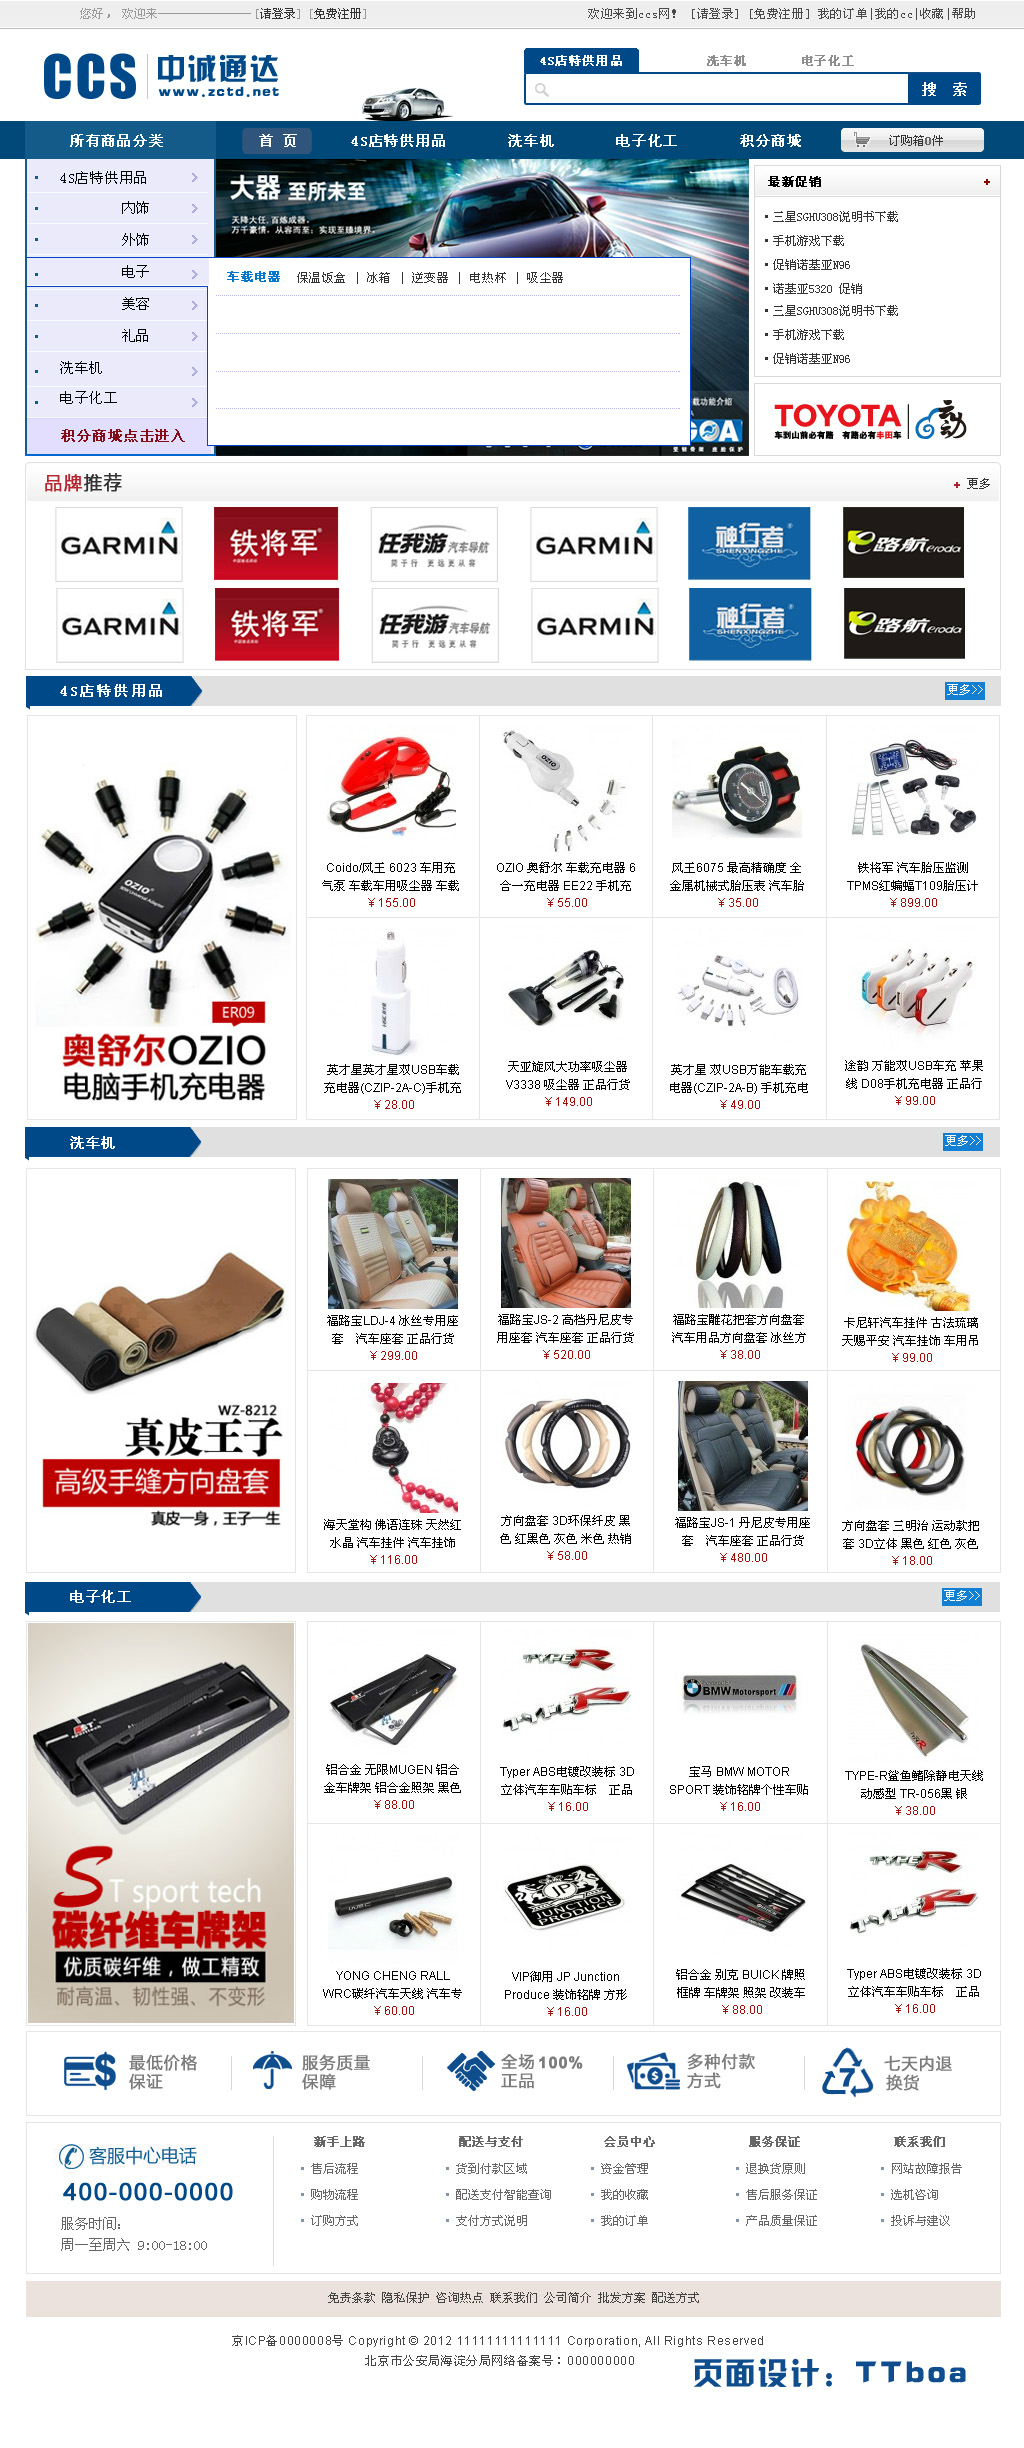 您好， 欢迎来 [请登录] [免费注册]
欢迎来到ccs网！ [请登录] [免费注册] 我的订单|我的cc|收藏|帮助
CCS 中诚通达
www.zctd.net
4S店特供用品 洗车机 电子化工
搜 索
所有商品分类 首 页 4S店特供用品 洗车机 电子化工 积分商城 订购箱0件
4S店特供用品
内饰
外饰
电子
美容
礼品
洗车机
电子化工
积分商城点击进入
大器 至所未至
天降大任，百炼成器，
万千豪情，从容而至；实现至臻境界。
车载电器 保温饭盒 | 冰箱 | 逆变器 | 电热杯 | 吸尘器
载功能介绍
GOA
最新促销
三星SGHU308说明书下载
手机游戏下载
促销诺基亚N96
诺基亚5320 促销
三星SGHU308说明书下载
手机游戏下载
促销诺基亚N96
TOYOTA
车到山前必有路 有路必有丰田车
品牌推荐
更多
GARMIN 铁将军 任我游 汽车导航 简于行 更远更从容 GARMIN 神行者 SHENXINGZHE 路航eroda
GARMIN 铁将军 任我游 汽车导航 简于行 更远更从容 GARMIN 神行者 SHENXINGZHE 路航eroda
4S店特供用品
更多>>
OZIO
ER09
奥舒尔OZIO
电脑手机充电器
Coido/风王 6023 车用充
气泵 车载车用吸尘器 车载
￥155.00
OZIO 奥舒尔 车载充电器 6
合一充电器 EE22 手机充
￥55.00
风王6075 最高精确度 全
金属机械式胎压表 汽车胎
￥35.00
铁将军 汽车胎压监测
TPMS红蝙蝠T109胎压计
￥899.00
英才星英才星双USB车载
充电器(CZIP-2A-C)手机充
￥28.00
天亚旋风大功率吸尘器
V3338 吸尘器 正品行货
￥149.00
英才星 双USB万能车载充
电器(CZIP-2A-B) 手机充电
￥49.00
途韵 万能双USB车充 苹果
线 D08手机充电器 正品行
￥99.00
洗车机
更多>>
WZ-8212
真皮王子
高级手缝方向盘套
真皮一身，王子一生
福路宝LDJ-4 冰丝专用座
套 汽车座套 正品行货
￥299.00
福路宝JS-2 高档丹尼皮专
用座套 汽车座套 正品行货
￥520.00
福路宝雕花把套方向盘套
汽车用品方向盘套 冰丝方
￥38.00
卡尼轩汽车挂件 古法琉璃
天赐平安 汽车挂饰 车用吊
￥99.00
海天堂构 佛语连珠 天然红
水晶 汽车挂件 汽车挂饰
￥116.00
方向盘套 3D环保纤皮 黑
色 红黑色 灰色 米色 热销
￥58.00
福路宝JS-1 丹尼皮专用座
套 汽车座套 正品行货
￥480.00
方向盘套 三明治 运动款把
套 3D立体 黑色 红色 灰色
￥18.00
电子化工
更多>>
ST sport tech
碳纤维车牌架
优质碳纤维，做工精致
耐高温、韧性强、不变形
铝合金 无限MUGEN 铝合
金车牌架 铝合金照架 黑色
￥88.00
TYPER
Typer ABS电镀改装标 3D
立体汽车车贴车标 正品
￥16.00
BMW Motorsport
宝马 BMW MOTOR
SPORT 装饰铭牌个性车贴
￥16.00
TYPE-R鲨鱼鳍除静电天线
动感型 TR-056黑 银
￥38.00
YONG CHENG RALL
WRC碳纤汽车天线 汽车专
￥60.00
JP
JUNCTION
PRODUCE
VIP御用 JP Junction
Produce 装饰铭牌 方形
￥16.00
铝合金 别克 BUICK 牌照
框牌 车牌架 照架 改装车
￥88.00
TYPER
Typer ABS电镀改装标 3D
立体汽车车贴车标 正品
￥16.00
最低价格
保证
服务质量
保障
全场 100%
正品
多种付款
方式
7
七天内退
换货
客服中心电话
400-000-0000
服务时间：
周一至周六 9:00-18:00
新手上路
售后流程
购物流程
订购方式
配送与支付
货到付款区域
配送支付智能查询
支付方式说明
会员中心
资金管理
我的收藏
我的订单
服务保证
退换货原则
售后服务保证
产品质量保证
联系我们
网站故障报告
选机咨询
投诉与建议
免责条款 隐私保护 咨询热点 联系我们 公司简介 批发方案 配送方式
京ICP备0000008号 Copyright © 2012 11111111111111 Corporation, All Rights Reserved
北京市公安局海淀分局网络备案号：000000000
页面设计：TTboa